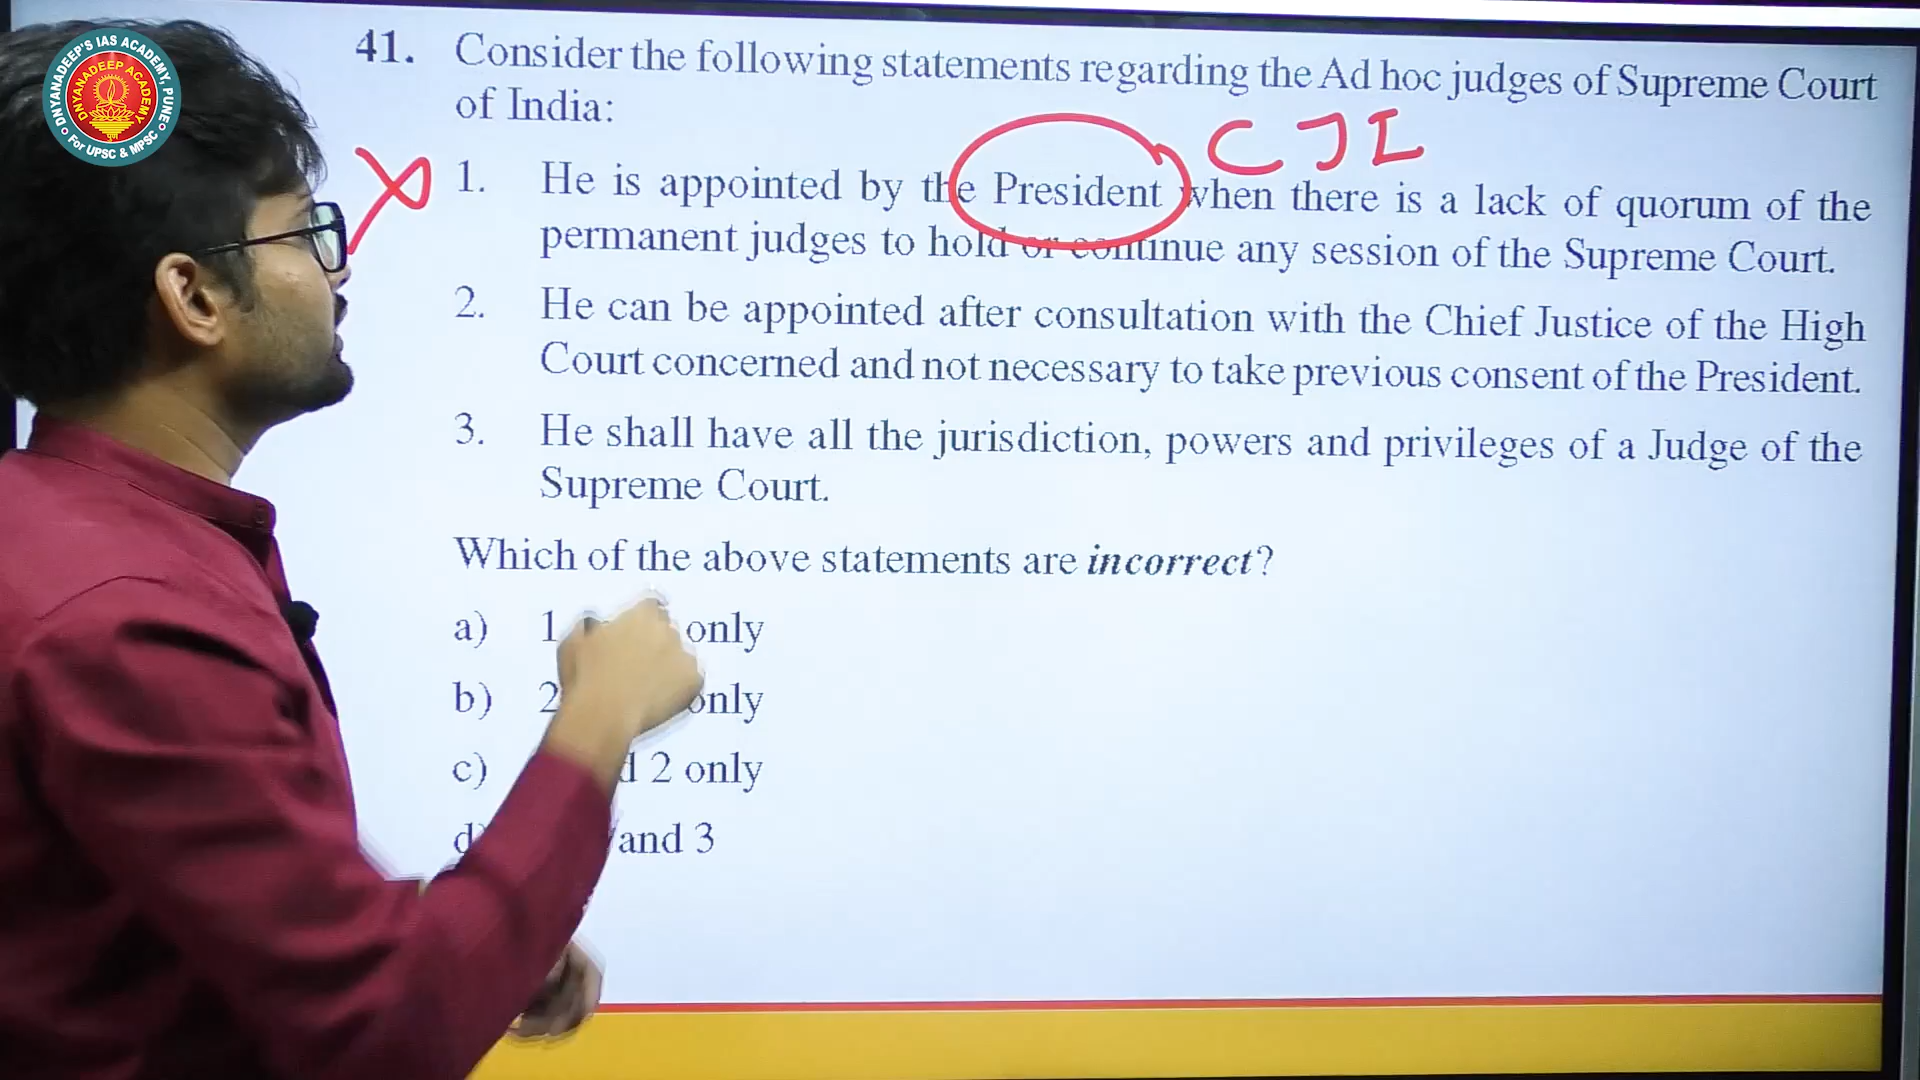 DNYANADEEP'S IAS ACADEMY, PUNE
DNYANADEEP ACADEMY
पुणे
For UPSC & MPSC
41. Consider the following statements regarding the Ad hoc judges of Supreme Court
of India:
CJI
1. He is appointed by the President when there is a lack of quorum of the
permanent judges to hold or continue any session of the Supreme Court.
2. He can be appointed after consultation with the Chief Justice of the High
Court concerned and not necessary to take previous consent of the President.
3. He shall have all the jurisdiction, powers and privileges of a Judge of the
Supreme Court.
Which of the above statements are incorrect?
a) 1 only
b) 2 only
c) 2 only
d) and 3